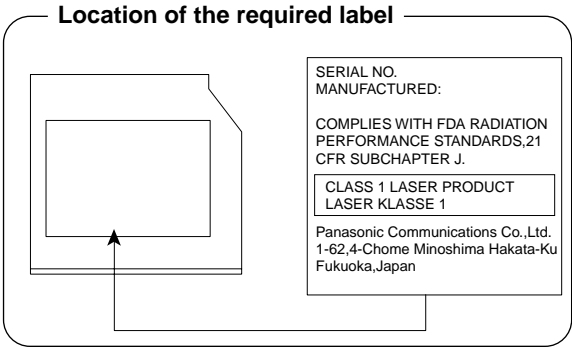 Location of the required label
SERIAL NO.
MANUFACTURED:
COMPLIES WITH FDA RADIATION
PERFORMANCE STANDARDS,21
CFR SUBCHAPTER J.
CLASS 1 LASER PRODUCT
LASER KLASSE 1
Panasonic Communications Co.,Ltd.
1-62,4-Chome Minoshima Hakata-Ku
Fukuoka,Japan